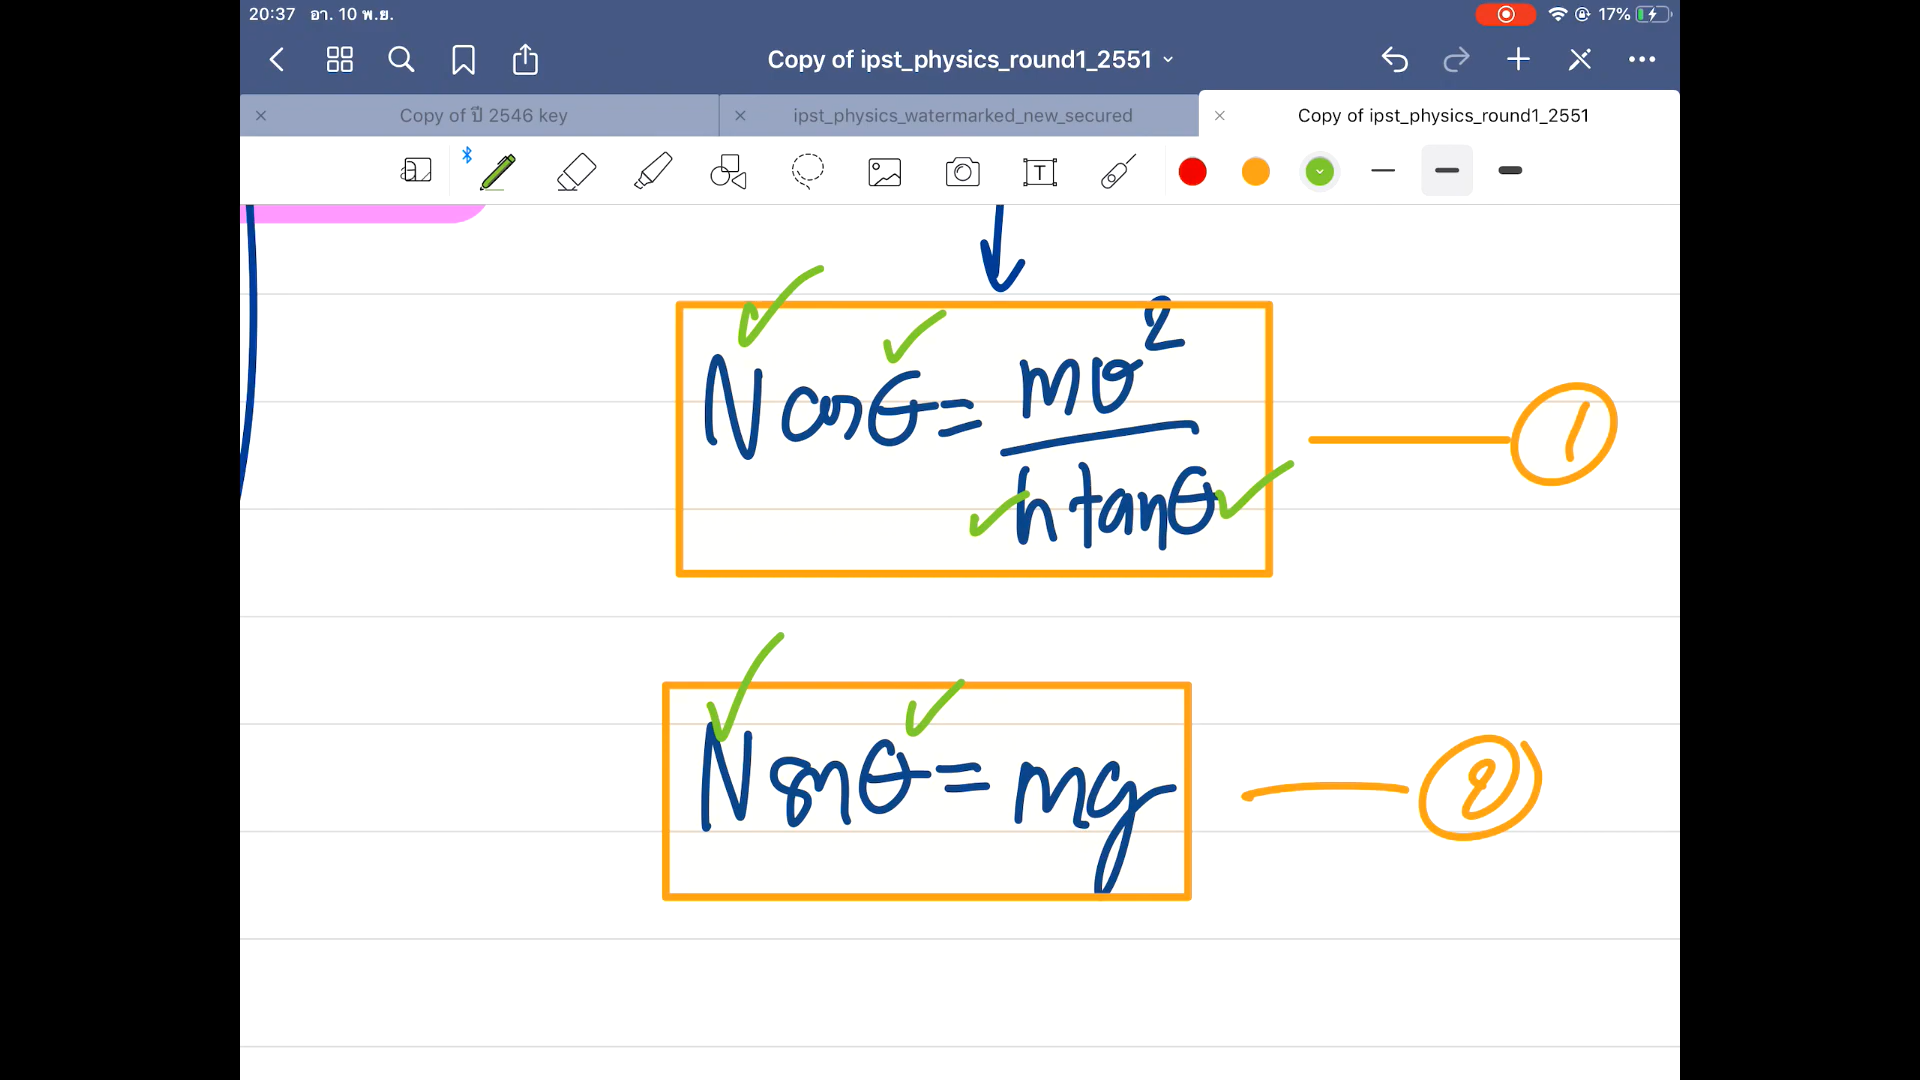 20:37 อา. 10 พ.ย. 17%
Copy of ipst_physics_round1_2551
Copy of ปี 2546 key ipst_physics_watermarked_new_secured Copy of ipst_physics_round1_2551
N cosθ = mv²/h tanθ — 1
N sinθ = mg — 2